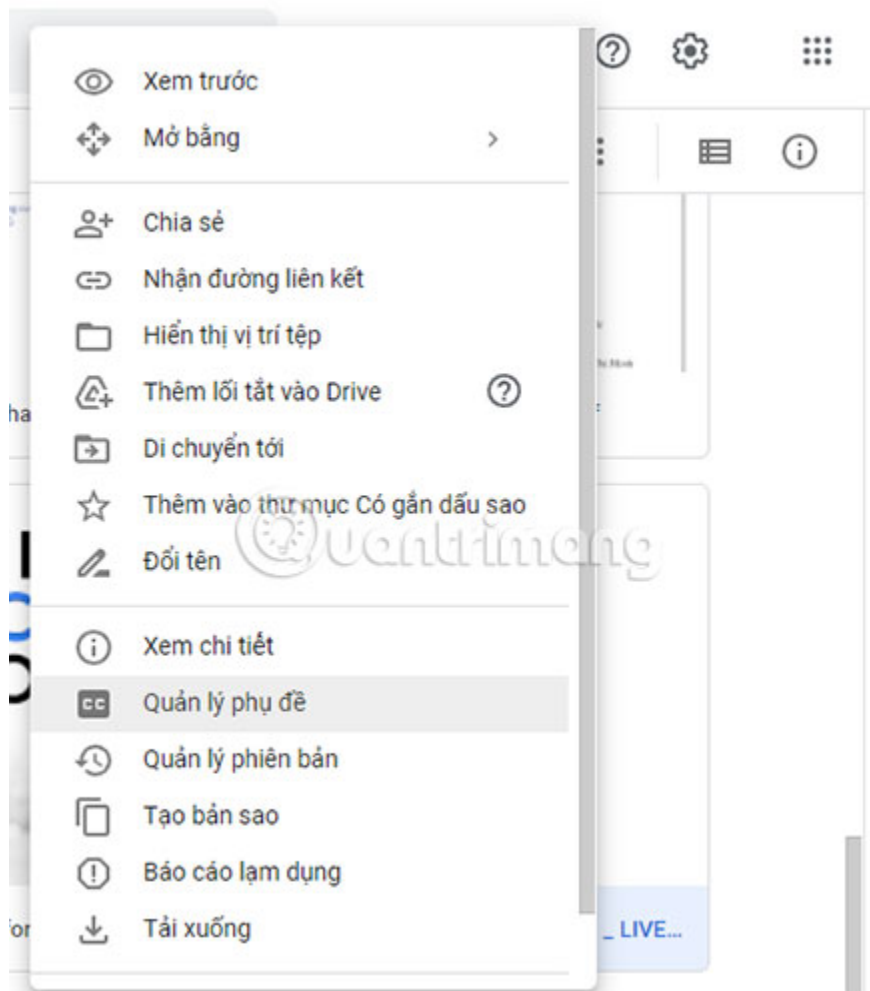 Xem trước
Mở bằng
Chia sẻ
Nhận đường liên kết
Hiển thị vị trí tệp
Thêm lối tắt vào Drive
Di chuyển tới
Thêm vào thư mục Có gắn dấu sao
Quantrimang
Đổi tên
Xem chi tiết
CC Quản lý phụ đề
Quản lý phiên bản
Tạo bản sao
Báo cáo lạm dụng
Tải xuống
_ LIVE...